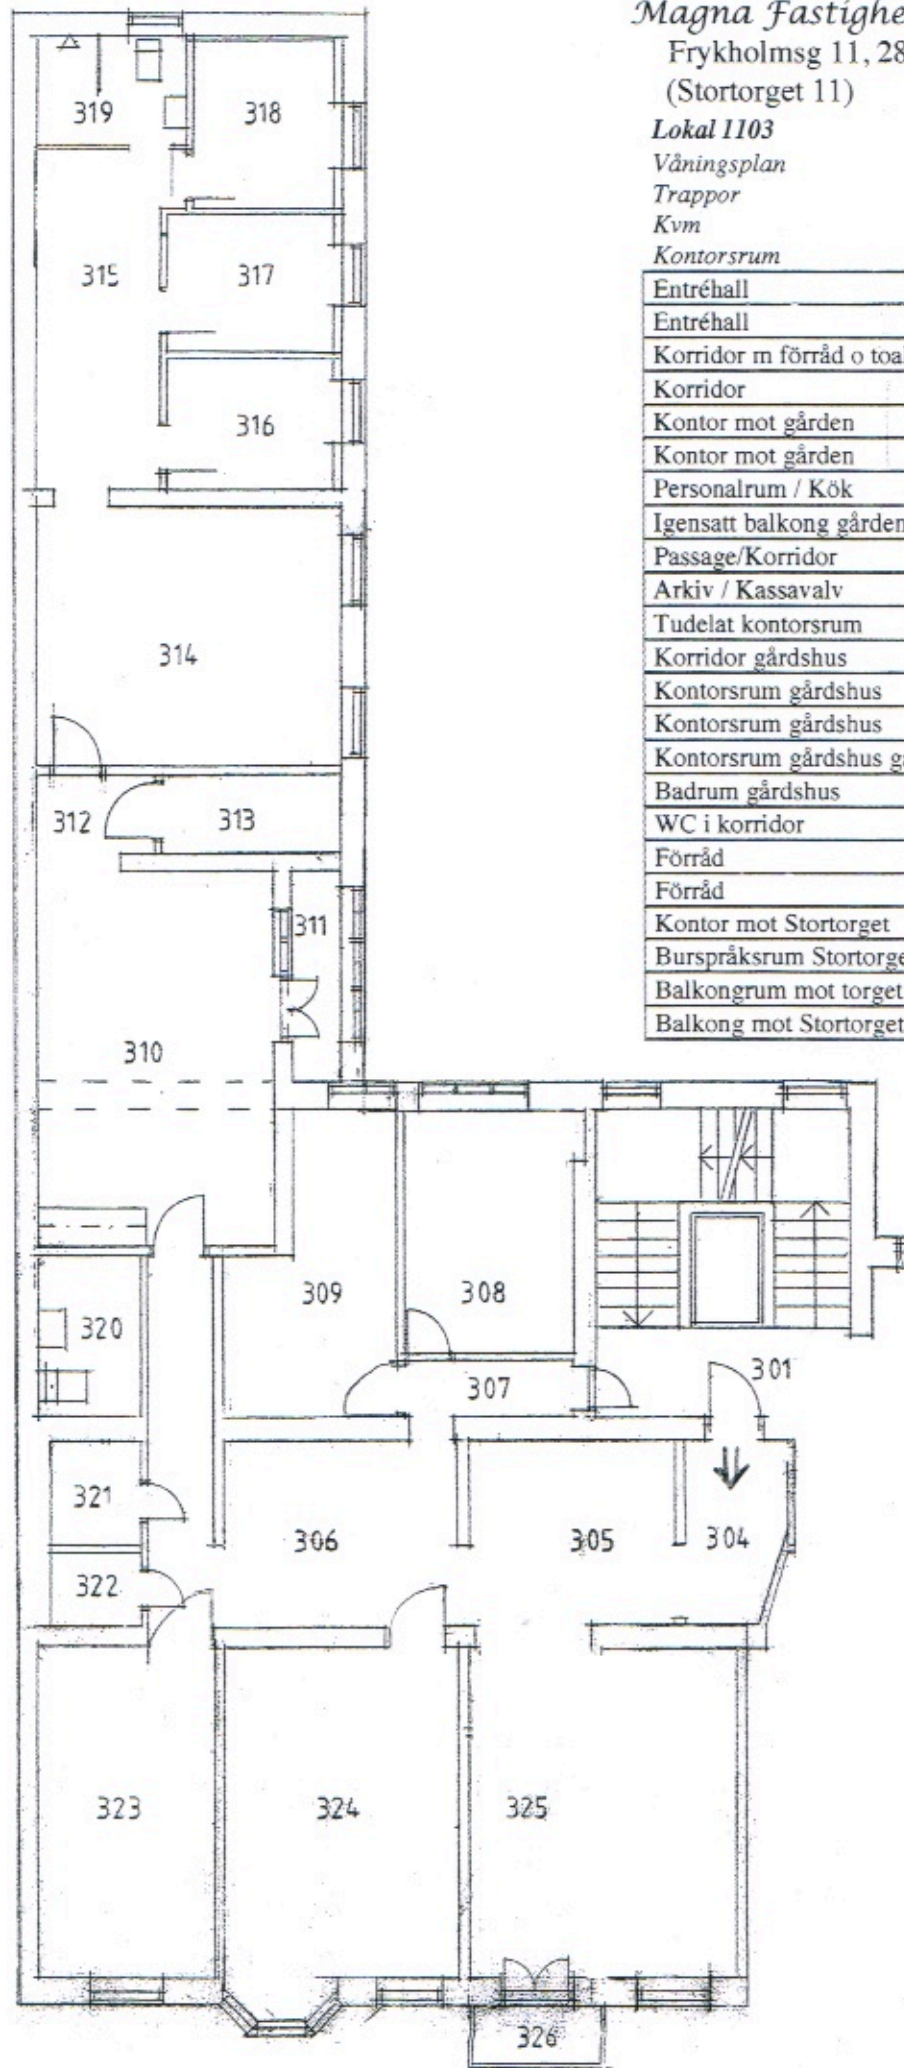 Magna Fastighe
Frykholmsg 11, 28
(Stortorget 11)
Lokal 1103
Våningsplan
Trappor
Kvm
Kontorsrum
Entréhall
Entréhall
Korridor m förråd o toa
Korridor
Kontor mot gården
Kontor mot gården
Personalrum / Kök
Igensatt balkong gården
Passage/Korridor
Arkiv / Kassavalv
Tudelat kontorsrum
Korridor gårdshus
Kontorsrum gårdshus
Kontorsrum gårdshus
Kontorsrum gårdshus g
Badrum gårdshus
WC i korridor
Förråd
Förråd
Kontor mot Stortorget
Burspråksrum Stortorge
Balkongrum mot torget
Balkong mot Stortorget
319
318
315
317
316
314
312
313
311
310
309
308
320
307
301
321
306
305
304
322
323
324
325
326